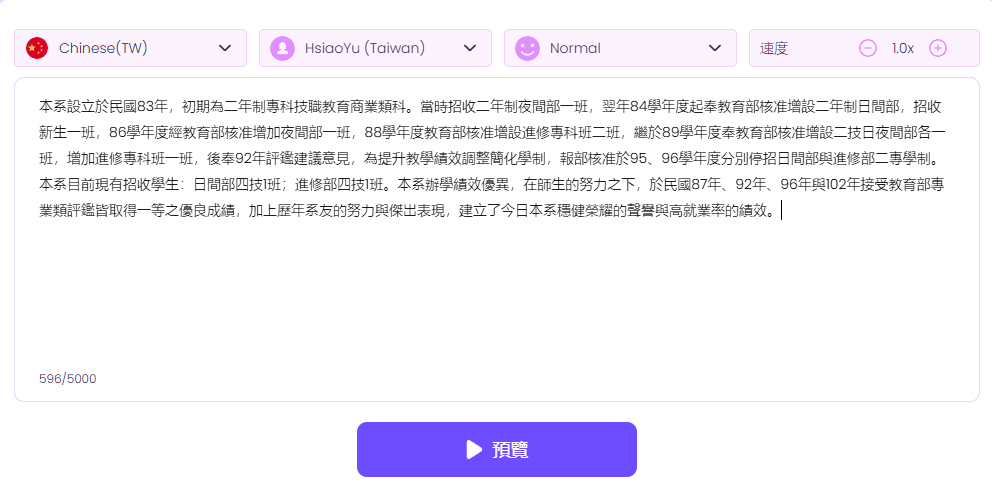 Chinese(TW)
HsiaoYu (Taiwan)
Normal
速度
1.0x
本系設立於民國83年，初期為二年制專科技職教育商業類科。當時招收二年制夜間部一班，翌年84學年度起奉教育部核准增設二年制日間部，招收
新生一班，86學年度經教育部核准增加夜間部一班，88學年度教育部核准增設進修專科班二班，繼於89學年度奉教育部核准增設二技日夜間部各一
班，增加進修專科班一班，後奉92年評鑑建議意見，為提升教學績效調整簡化學制，報部核准於95、96學年度分別停招日間部與進修部二專學制。
本系目前現有招收學生：日間部四技1班；進修部四技1班。本系辦學績效優異，在師生的努力之下，於民國87年、92年、96年與102年接受教育部專
業類評鑑皆取得一等之優良成績，加上歷年系友的努力與傑出表現，建立了今日本系穩健榮耀的聲譽與高就業率的績效。
596/5000
預覽